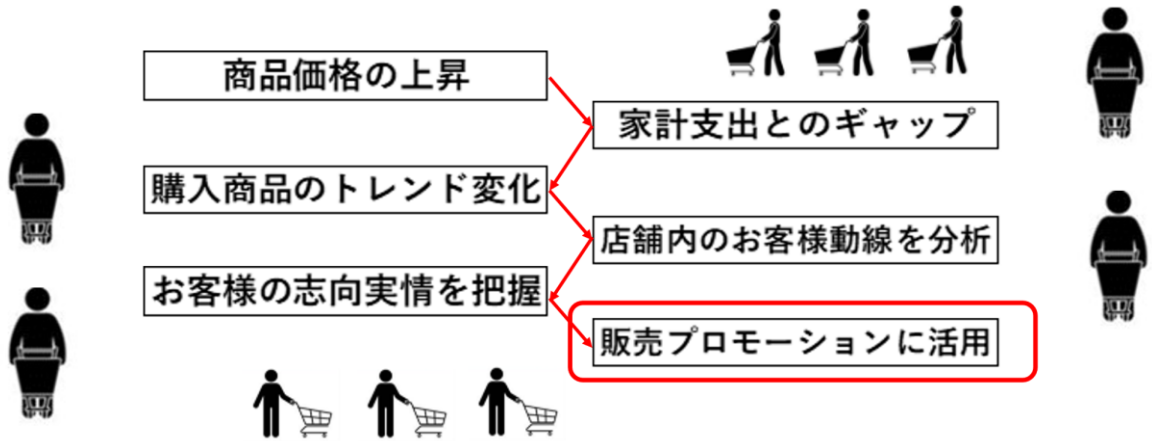 商品価格の上昇
家計支出とのギャップ
購入商品のトレンド変化
店舗内のお客様動線を分析
お客様の志向実情を把握
販売プロモーションに活用